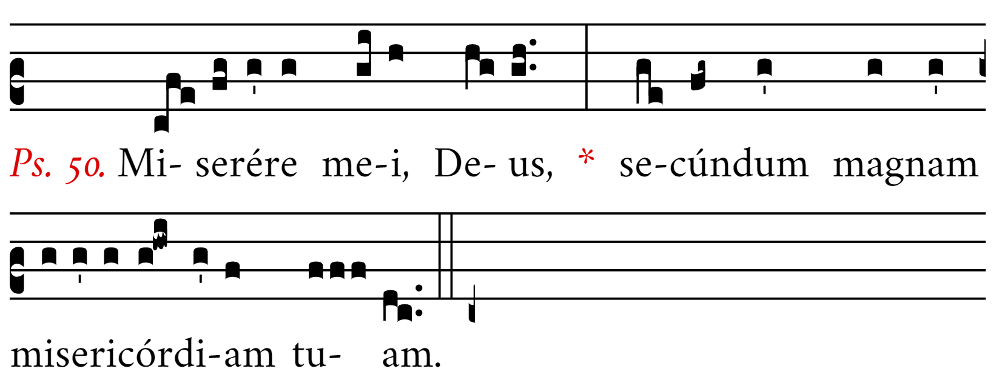 Ps. 50. Mi- serére me-i, De- us, * se-cúndum magnam
misericórdi-am tu- am.